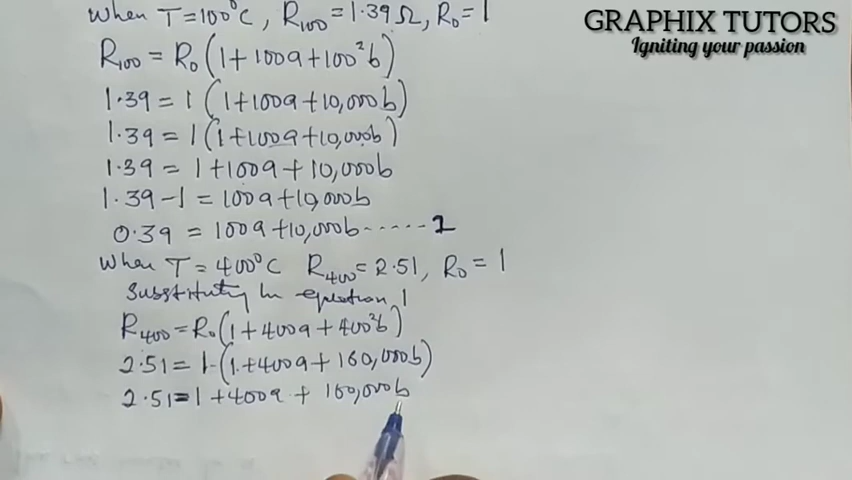 When T=100°C, R₁₀₀=1.39Ω, R₀=1
GRAPHIX TUTORS
Igniting your passion
R₁₀₀ = R₀(1+100a+100²b)
1.39 = 1 (1+100a+10,000b)
1.39 = 1(1+100a+10,000b)
1.39 = 1+100a+10,000b
1.39-1 = 100a+10,000b
0.39 = 100a+10,000b-----2
When T=400°C R₄₀₀=2.51, R₀=1
Substituting in equation 1
R₄₀₀=R₀(1+400a+400²b)
2.51=1(1+400a+160,000b)
2.51=1+400a+160,000b